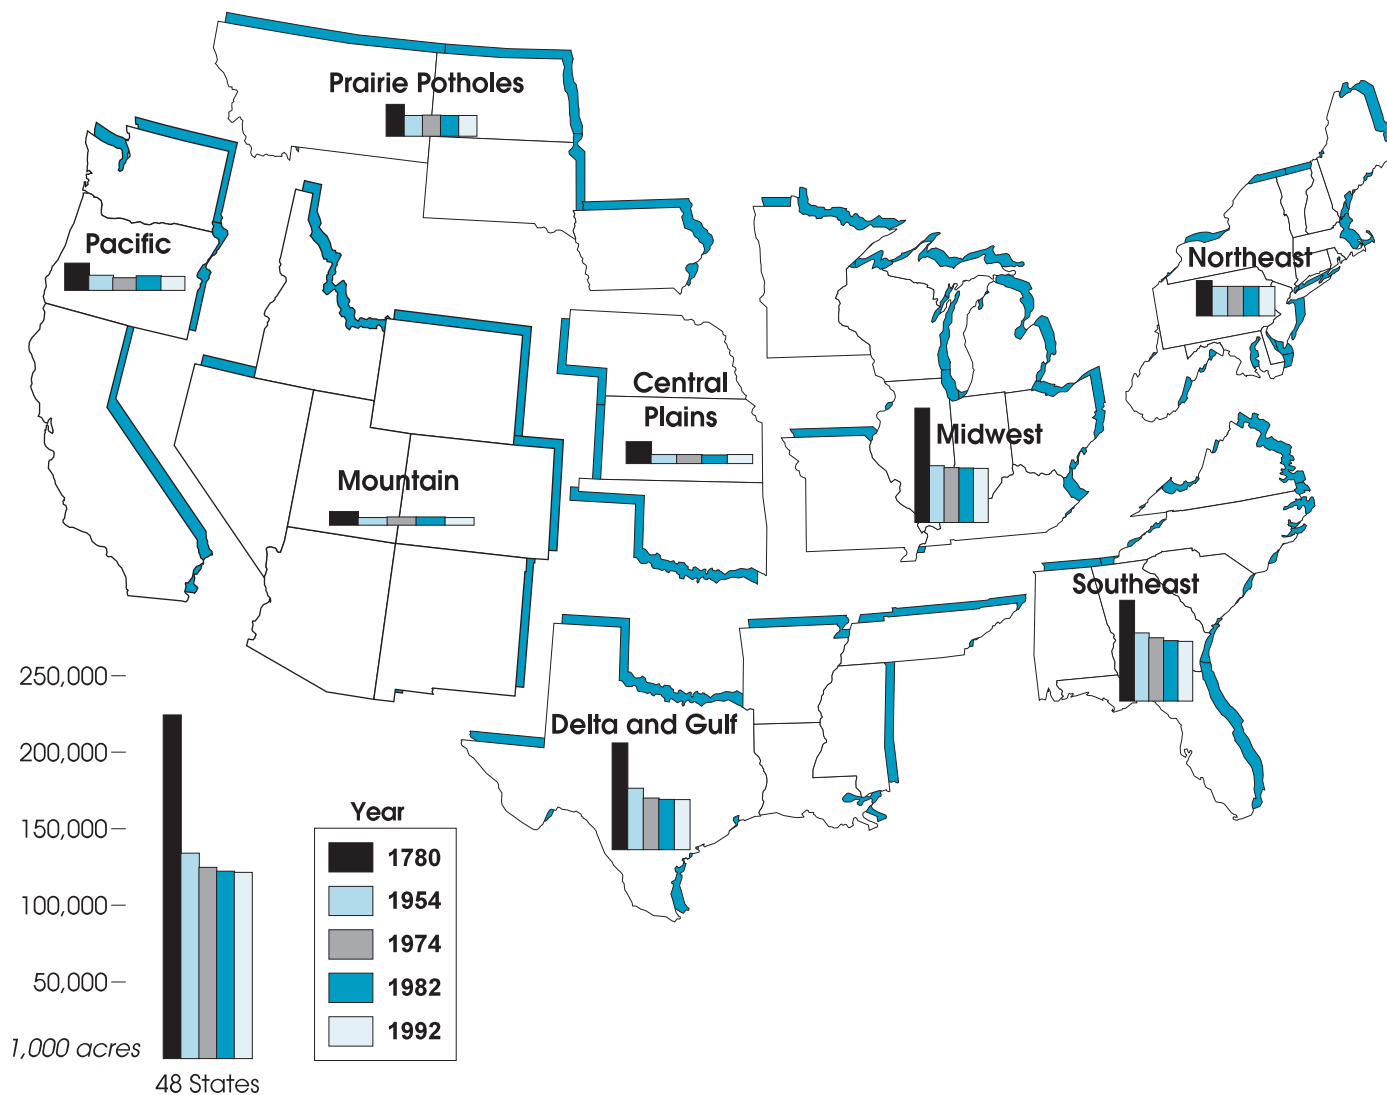 Prairie Potholes
Pacific
Northeast
Central
Plains
Midwest
Mountain
Southeast
Delta and Gulf
250,000
200,000
150,000
100,000
50,000
1,000 acres
48 States
Year
1780
1954
1974
1982
1992